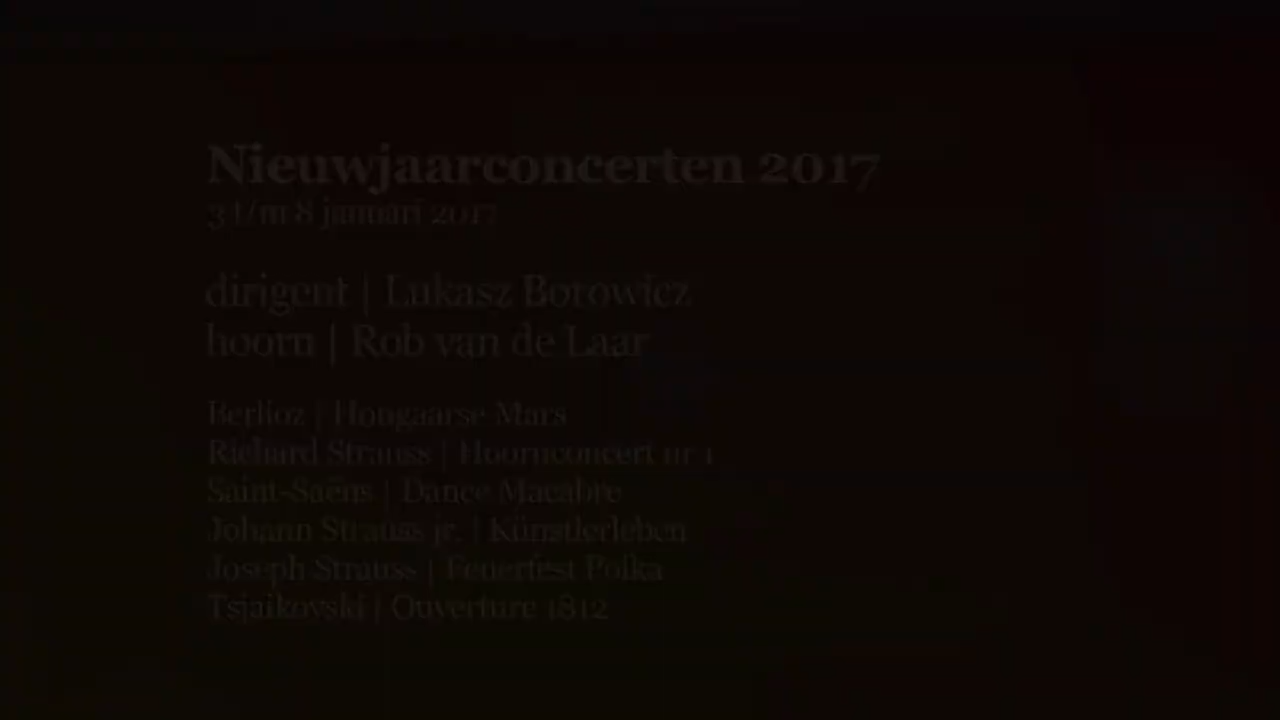 Nieuwjaarconcerten 2017
3 t/m 8 januari 2017
dirigent | Lukasz Borowicz
hoorn | Rob van de Laar
Berlioz | Hongaarse Mars
Richard Strauss | Hoornconcert nr 1
Saint-Saëns | Dance Macabre
Johann Strauss jr. | Künstlerleben
Joseph Strauss | Feuerfest Polka
Tsjaikovski | Ouverture 1812